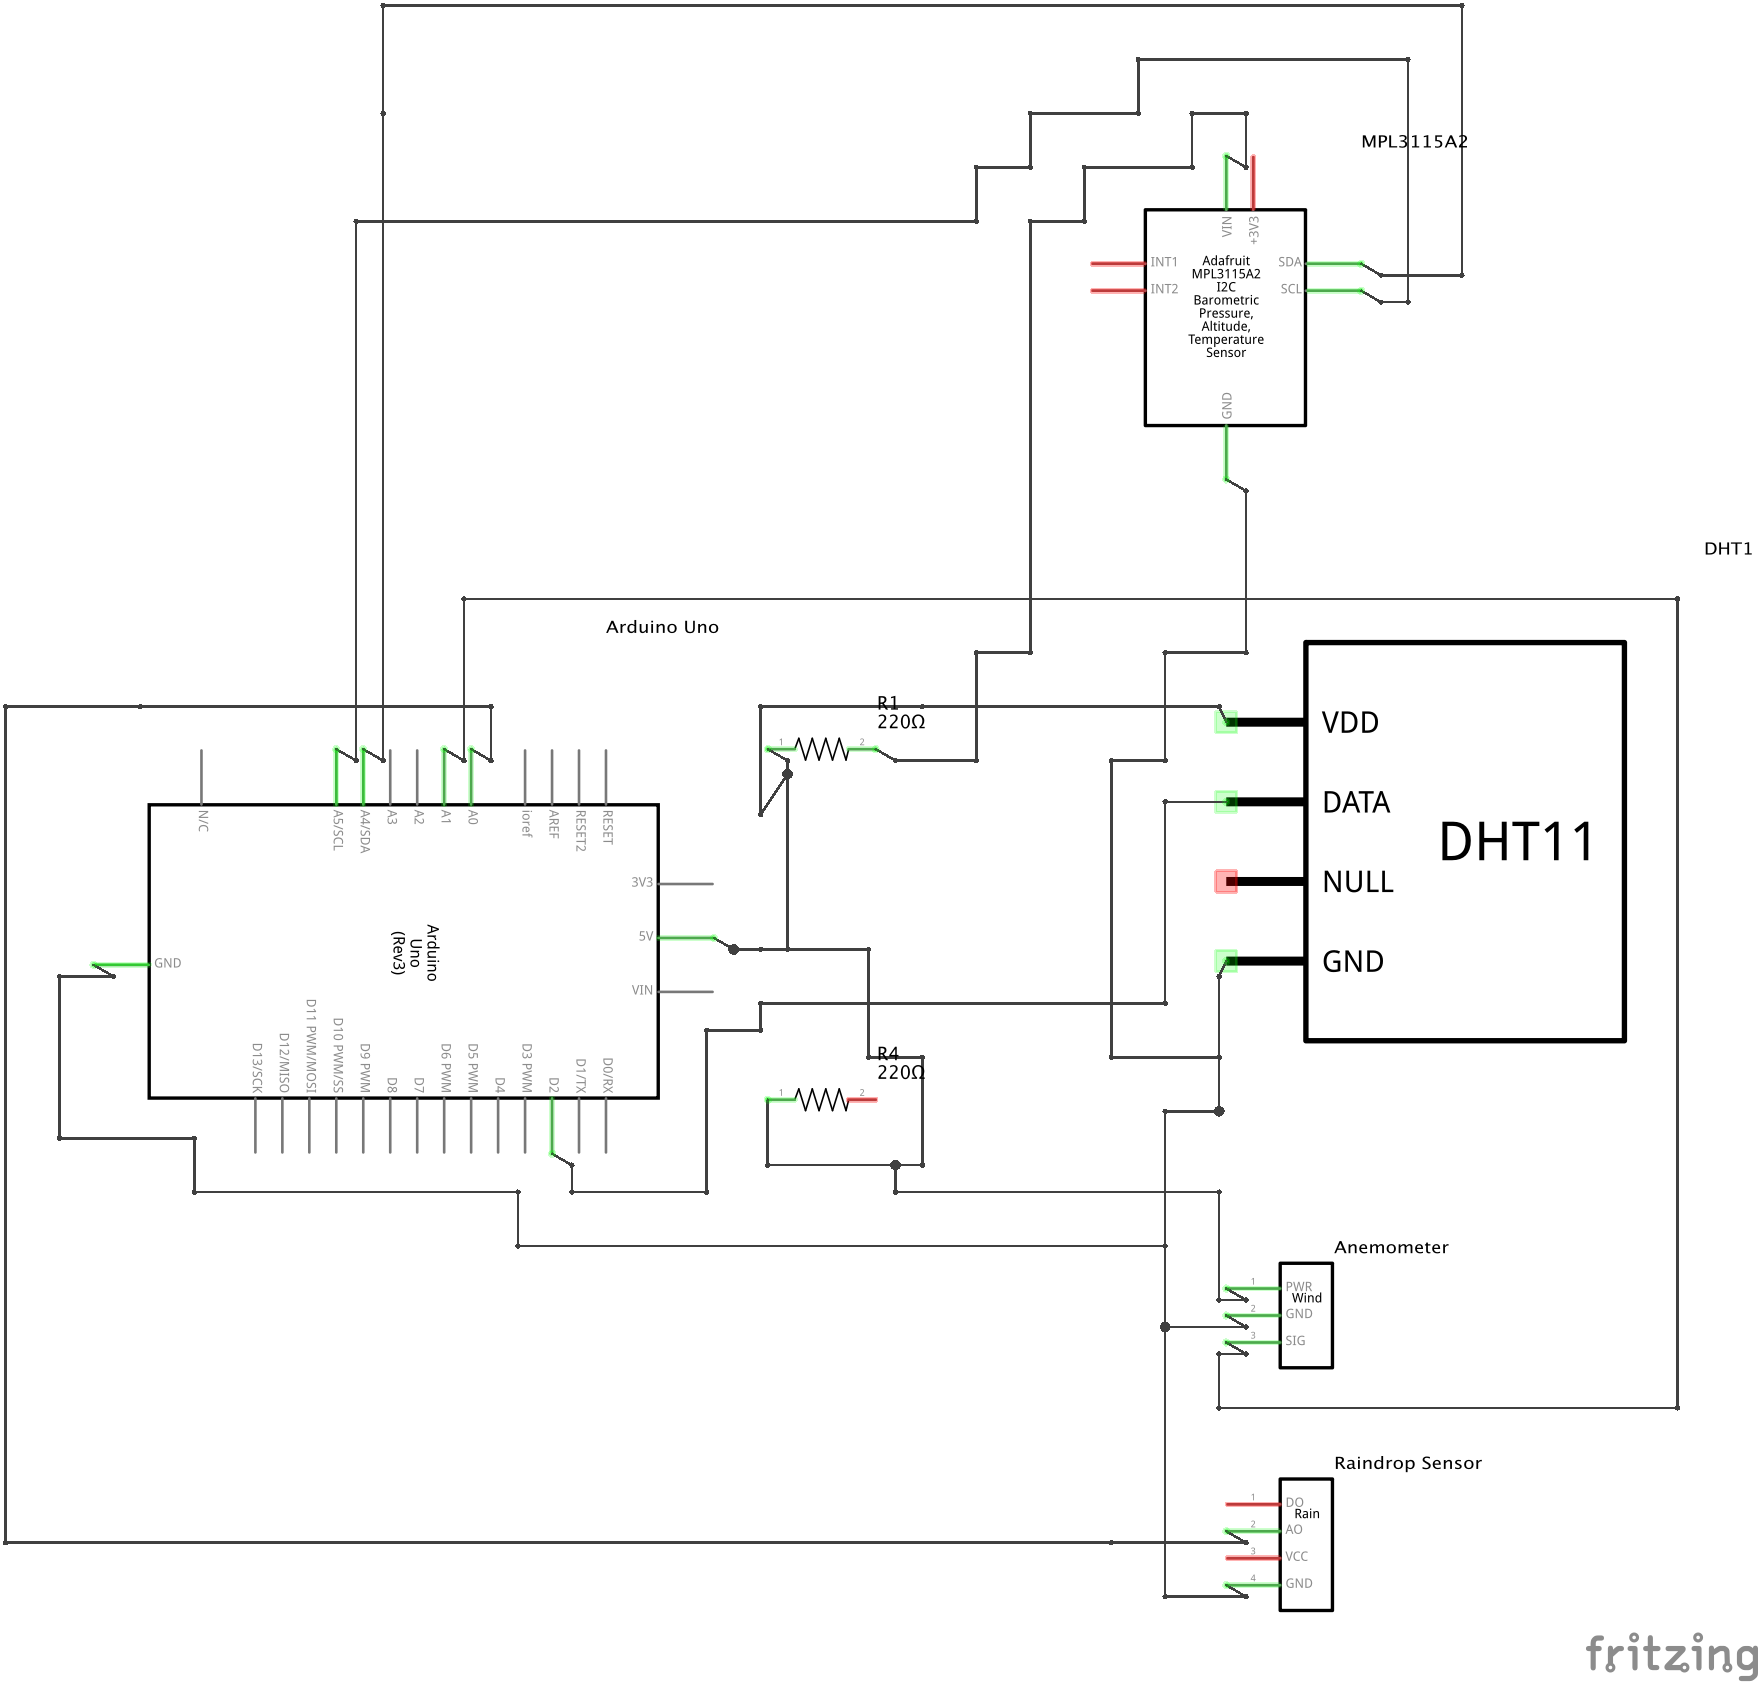 MPL3115A2
VIN
+3V3
INT1
INT2
SDA
SCL
Adafruit
MPL3115A2
I2C
Barometric
Pressure,
Altitude,
Temperature
Sensor
GND
DHT1
Arduino Uno
R1
220Ω
1
2
VDD
DATA
NULL
GND
DHT11
N/C
A5/SCL
A4/SDA
A3
A2
A1
A0
ioref
AREF
RESET2
RESET
3V3
5V
VIN
GND
Arduino
Uno
(Rev3)
D13/SCK
D12/MISO
D11 PWM/MOSI
D10 PWM/SS
D9 PWM
D8
D7
D6 PWM
D5 PWM
D4
D3 PWM
D2
D1/TX
D0/RX
R4
220Ω
1
2
Anemometer
1
PWR
Wind
2
GND
3
SIG
Raindrop Sensor
1
DO
Rain
2
AO
3
VCC
4
GND
fritzing